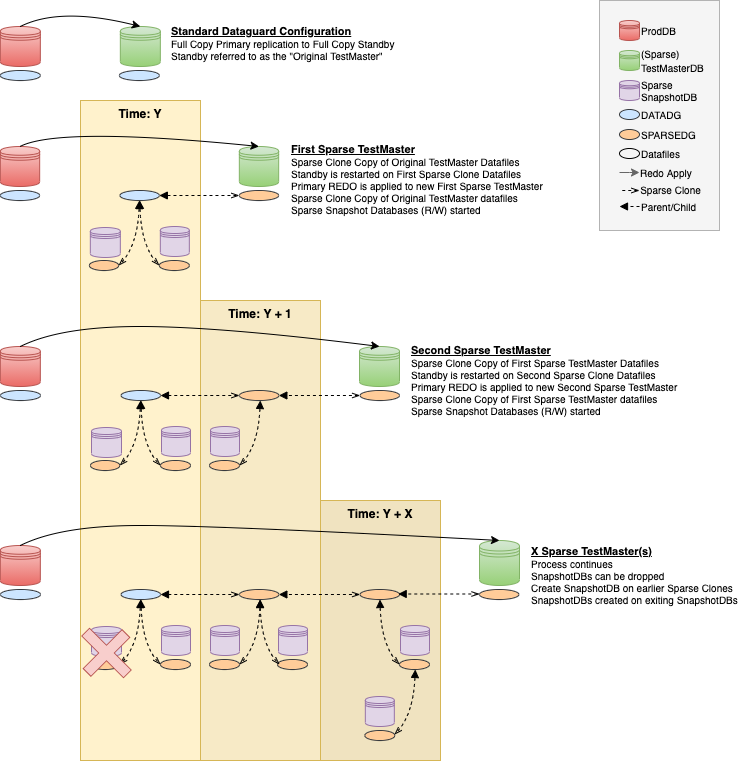 Standard Dataguard Configuration
Full Copy Primary replication to Full Copy Standby
Standby referred to as the "Original TestMaster"
ProdDB
(Sparse)
TestMasterDB
Sparse
SnapshotDB
DATADG
SPARSEDG
Datafiles
Redo Apply
Sparse Clone
Parent/Child
Time: Y
First Sparse TestMaster
Sparse Clone Copy of Original TestMaster Datafiles
Standby is restarted on First Sparse Clone Datafiles
Primary REDO is applied to new First Sparse TestMaster
Sparse Clone Copy of Original TestMaster datafiles
Sparse Snapshot Databases (R/W) started
Time: Y + 1
Second Sparse TestMaster
Sparse Clone Copy of First Sparse TestMaster Datafiles
Standby is restarted on Second Sparse Clone Datafiles
Primary REDO is applied to new Second Sparse TestMaster
Sparse Clone Copy of First Sparse TestMaster datafiles
Sparse Snapshot Databases (R/W) started
Time: Y + X
X Sparse TestMaster(s)
Process continues
SnapshotDBs can be dropped
Create SnapshotDB on earlier Sparse Clones
SnapshotDBs created on exiting SnapshotDBs